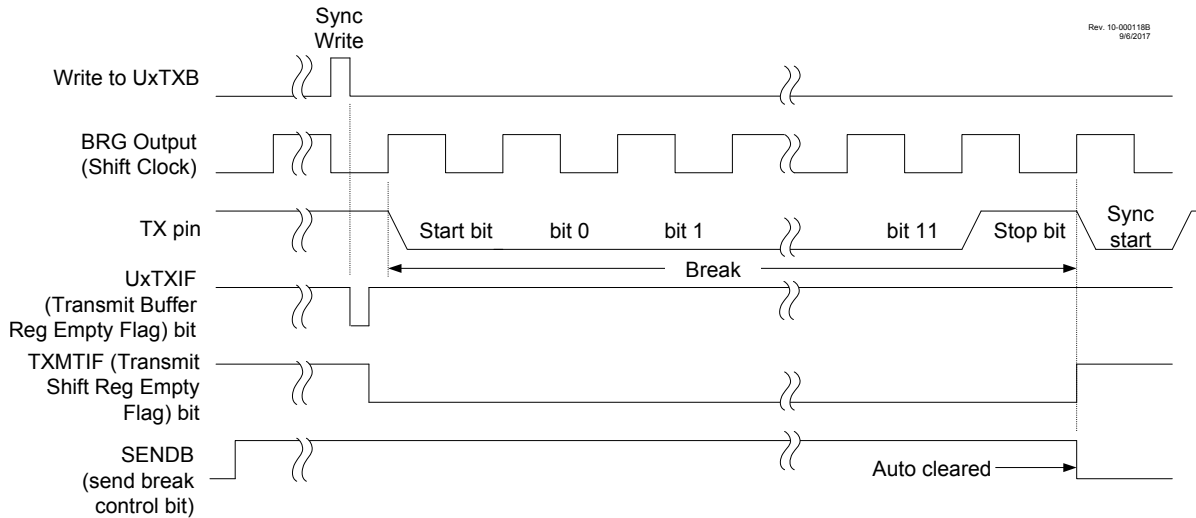 Sync
Write
Rev. 10-000118B
9/6/2017
Write to UxTXB
BRG Output
(Shift Clock)
TX pin
Start bit
bit 0
bit 1
bit 11
Stop bit
Sync
start
Break
UxTXIF
(Transmit Buffer
Reg Empty Flag) bit
TXMTIF (Transmit
Shift Reg Empty
Flag) bit
SENDB
(send break
control bit)
Auto cleared